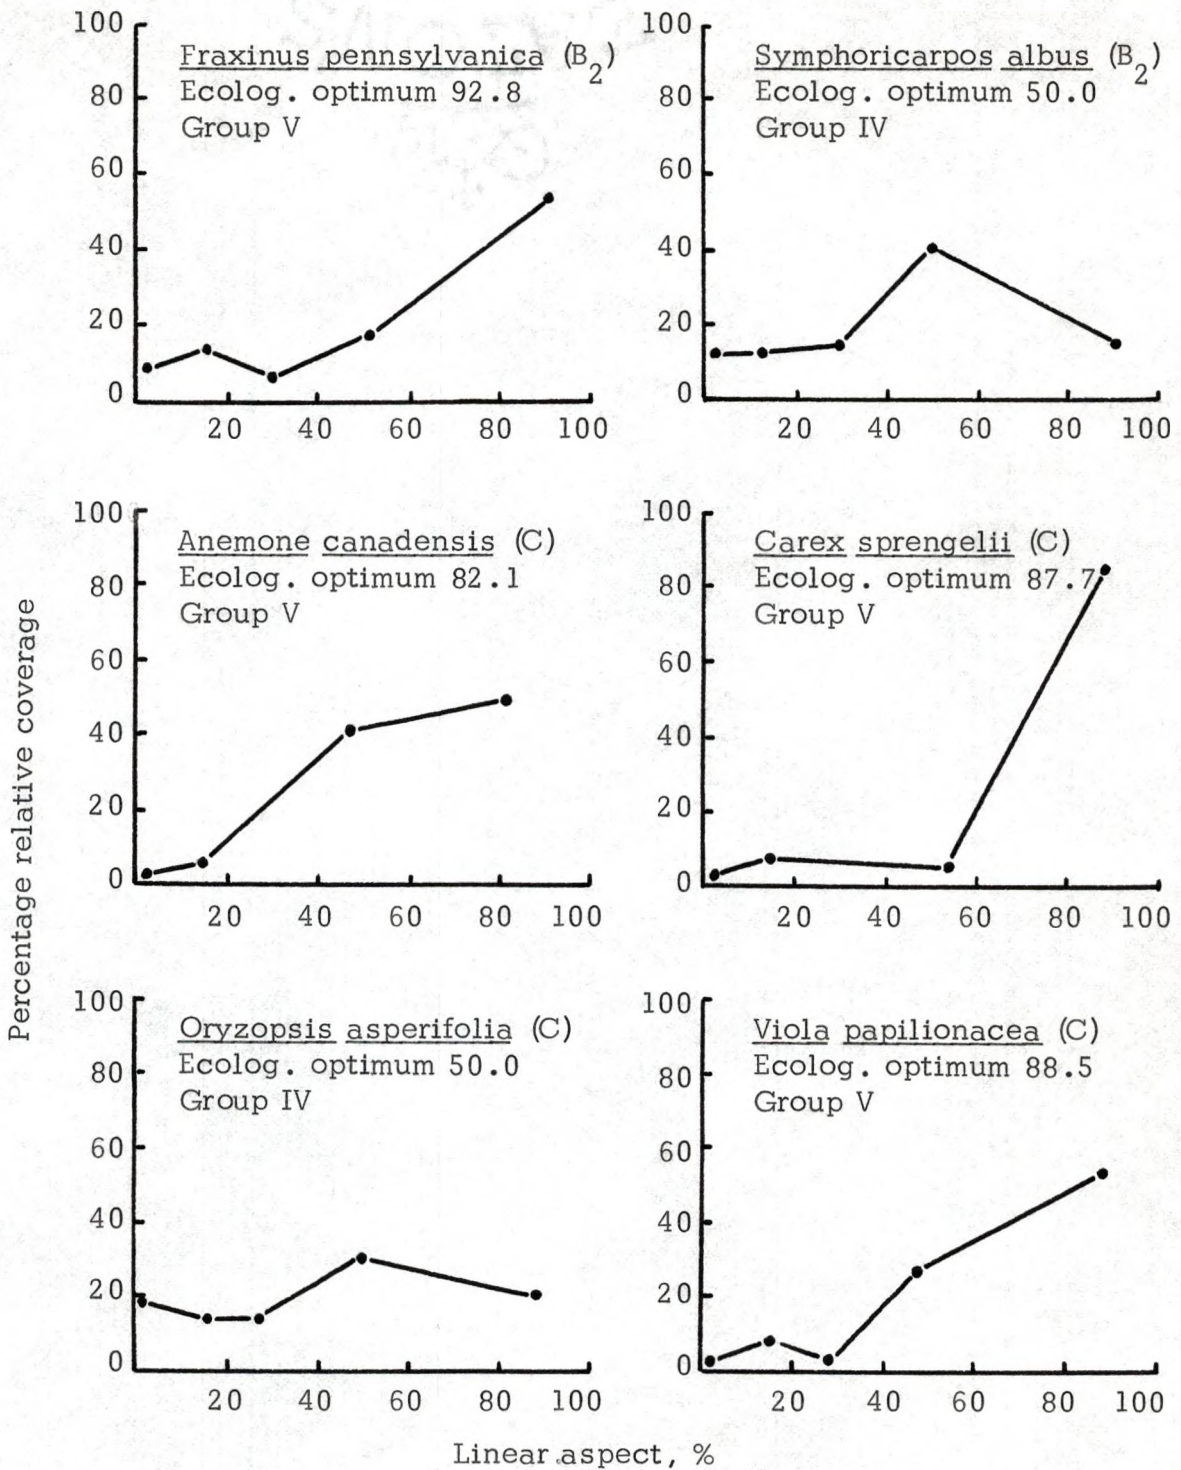 Percentage relative coverage
100
80
60
40
20
0
Fraxinus pennsylvanica (B₂)
Ecolog. optimum 92.8
Group V
20 40 60 80 100
100
80
60
40
20
0
Symphoricarpos albus (B₂)
Ecolog. optimum 50.0
Group IV
20 40 60 80 100
100
80
60
40
20
0
Anemone canadensis (C)
Ecolog. optimum 82.1
Group V
20 40 60 80 100
100
80
60
40
20
0
Carex sprengelii (C)
Ecolog. optimum 87.7
Group V
20 40 60 80 100
100
80
60
40
20
0
Oryzopsis asperifolia (C)
Ecolog. optimum 50.0
Group IV
20 40 60 80 100
100
80
60
40
20
0
Viola papilionacea (C)
Ecolog. optimum 88.5
Group V
20 40 60 80 100
Linear aspect, %